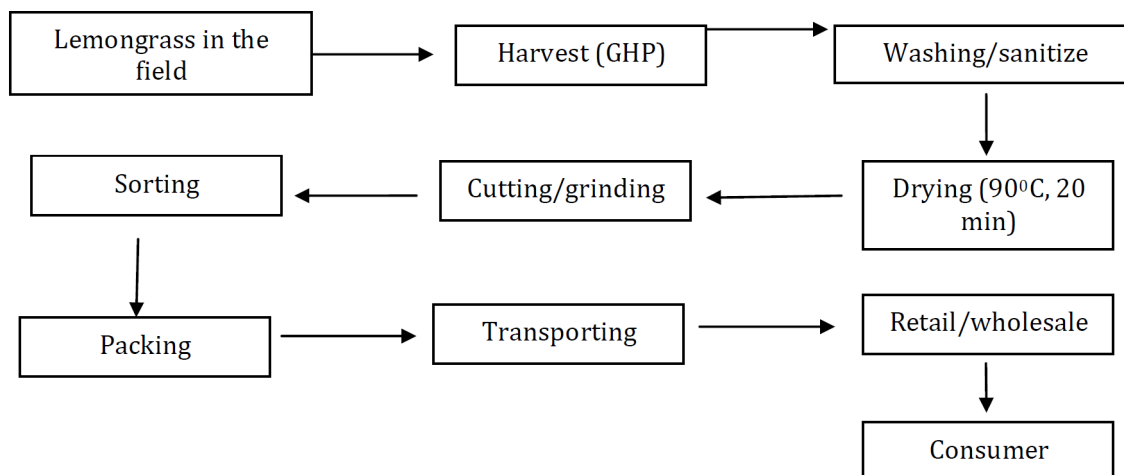 Lemongrass in the
field
Harvest (GHP)
Washing/sanitize
Drying (90⁰C, 20
min)
Cutting/grinding
Sorting
Packing
Transporting
Retail/wholesale
Consumer